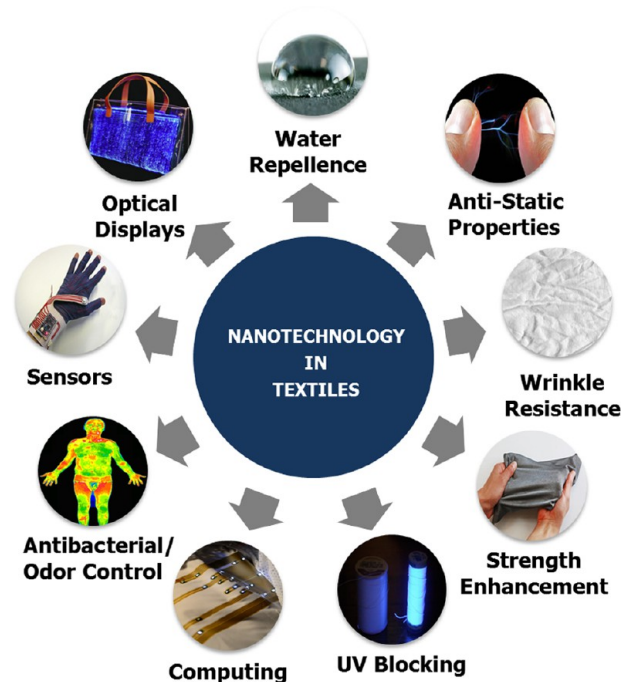 Water
Repellence
Anti-Static
Properties
Wrinkle
Resistance
Strength
Enhancement
UV Blocking
Computing
Antibacterial/
Odor Control
Sensors
Optical
Displays
NANOTECHNOLOGY
IN
TEXTILES